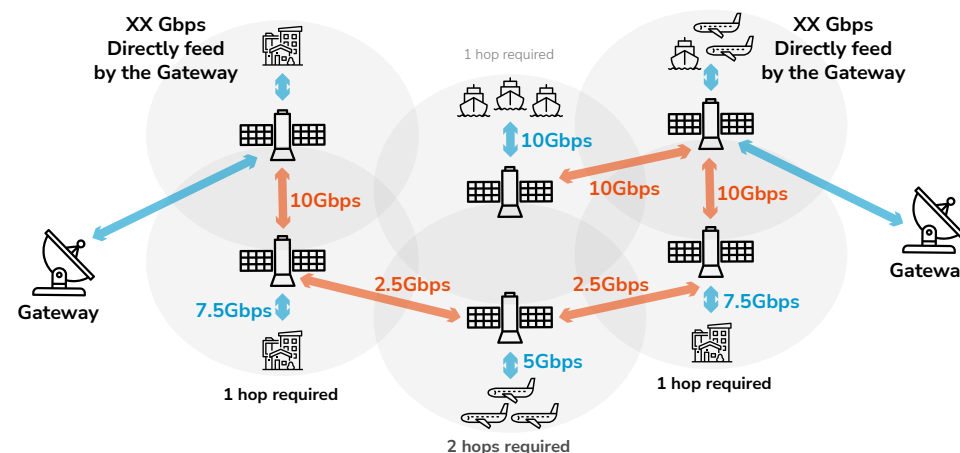 XX Gbps
Directly feed
by the Gateway
1 hop required
XX Gbps
Directly feed
by the Gateway
10Gbps
10Gbps
10Gbps
10Gbps
Gateway
7.5Gbps
2.5Gbps
2.5Gbps
7.5Gbps
Gateway
5Gbps
1 hop required
1 hop required
2 hops required